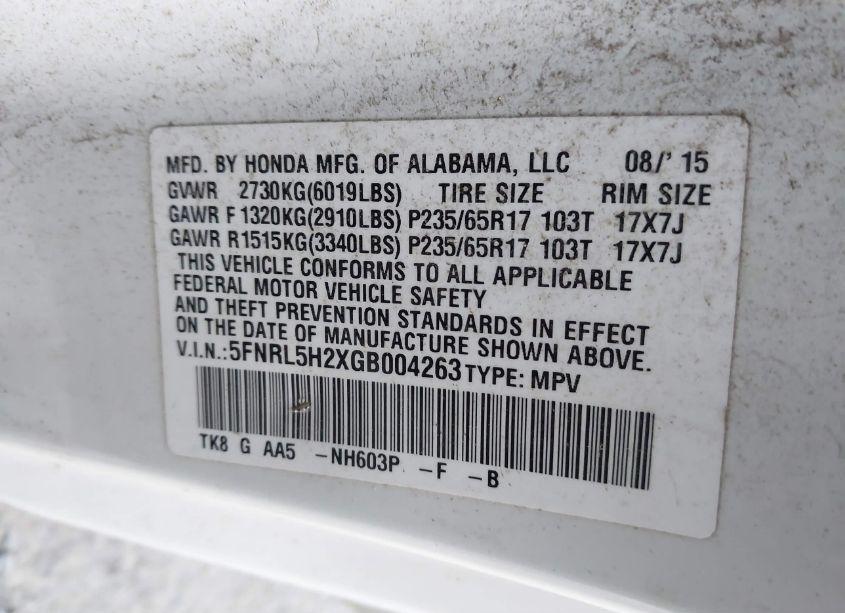 MFD. BY HONDA MFG. OF ALABAMA, LLC 08/' 15
GVWR 2730KG(6019LBS) TIRE SIZE RIM SIZE
GAWR F 1320KG(2910LBS) P235/65R17 103T 17X7J
GAWR R1515KG(3340LBS) P235/65R17 103T 17X7J
THIS VEHICLE CONFORMS TO ALL APPLICABLE
FEDERAL MOTOR VEHICLE SAFETY
AND THEFT PREVENTION STANDARDS IN EFFECT
ON THE DATE OF MANUFACTURE SHOWN ABOVE.
V.I.N.:5FNRL5H2XGB004263 TYPE: MPV
TK8 G AA5 -NH603P -F -B